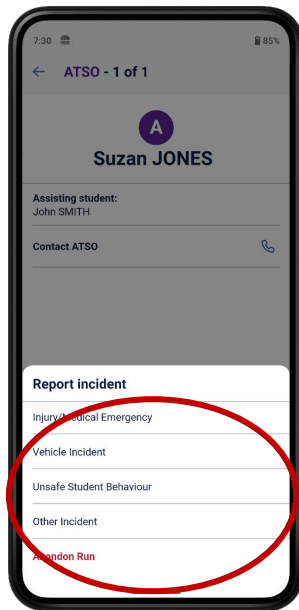 7:30 85%
← ATSO - 1 of 1
A
Suzan JONES
Assisting student:
John SMITH
Contact ATSO
Report incident
Injury/Medical Emergency
Vehicle Incident
Unsafe Student Behaviour
Other Incident
Abandon Run